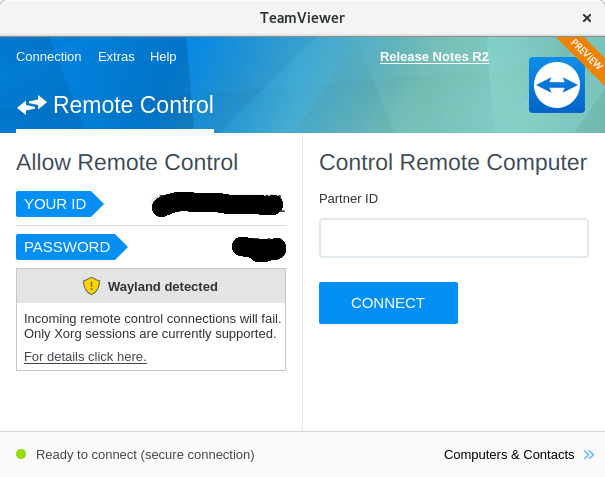 TeamViewer
Connection Extras Help Release Notes R2
PREVIEW
Remote Control
Allow Remote Control
YOUR ID
PASSWORD
Wayland detected
Incoming remote control connections will fail.
Only Xorg sessions are currently supported.
For details click here.
Control Remote Computer
Partner ID
CONNECT
Ready to connect (secure connection)
Computers & Contacts